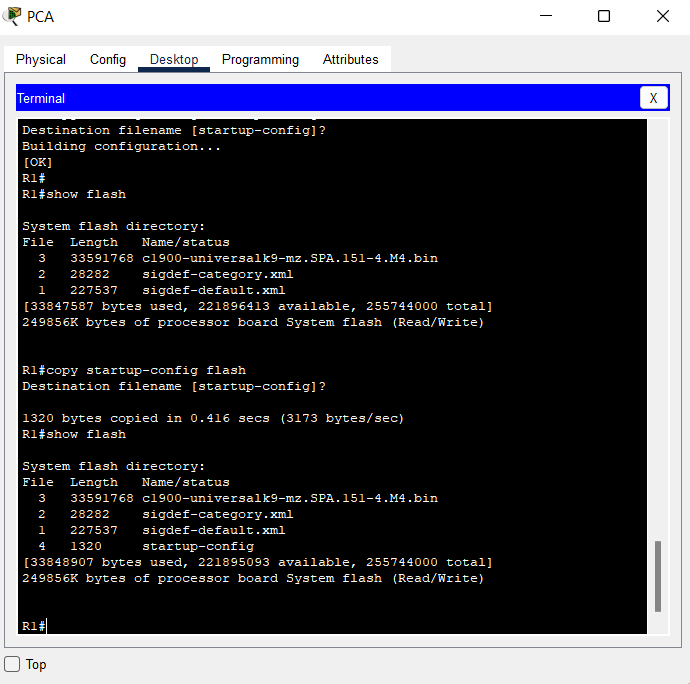 PCA
Physical Config Desktop Programming Attributes
Terminal X
Destination filename [startup-config]?
Building configuration...
[OK]
R1#
R1#show flash
System flash directory:
File Length Name/status
3 33591768 c1900-universalk9-mz.SPA.151-4.M4.bin
2 28282 sigdef-category.xml
1 227537 sigdef-default.xml
[33847587 bytes used, 221896413 available, 255744000 total]
249856K bytes of processor board System flash (Read/Write)
R1#copy startup-config flash
Destination filename [startup-config]?
1320 bytes copied in 0.416 secs (3173 bytes/sec)
R1#show flash
System flash directory:
File Length Name/status
3 33591768 c1900-universalk9-mz.SPA.151-4.M4.bin
2 28282 sigdef-category.xml
1 227537 sigdef-default.xml
4 1320 startup-config
[33848907 bytes used, 221895093 available, 255744000 total]
249856K bytes of processor board System flash (Read/Write)
R1#
Top